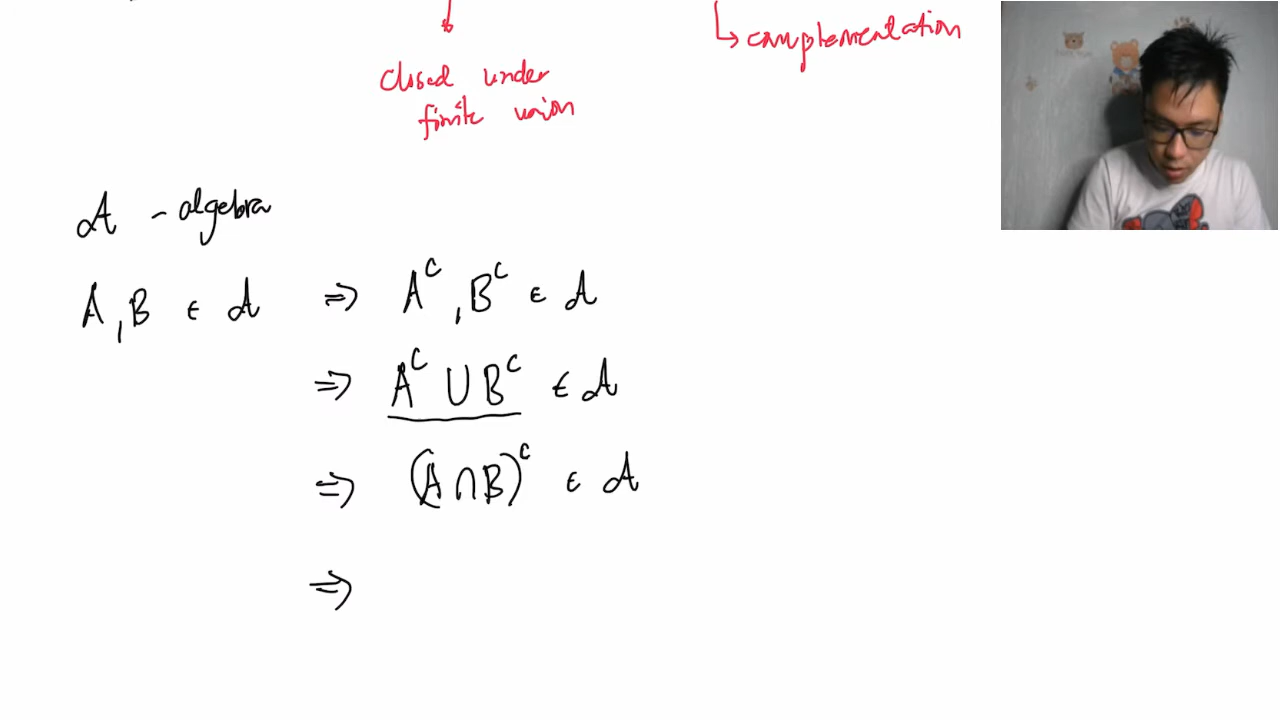 closed under
finite union
↳ complementation
𝒜 - algebra
A, B ∈ 𝒜 ⇒ Aᶜ, Bᶜ ∈ 𝒜
⇒ Aᶜ ∪ Bᶜ ∈ 𝒜
⇒ (A ∩ B)ᶜ ∈ 𝒜
⇒